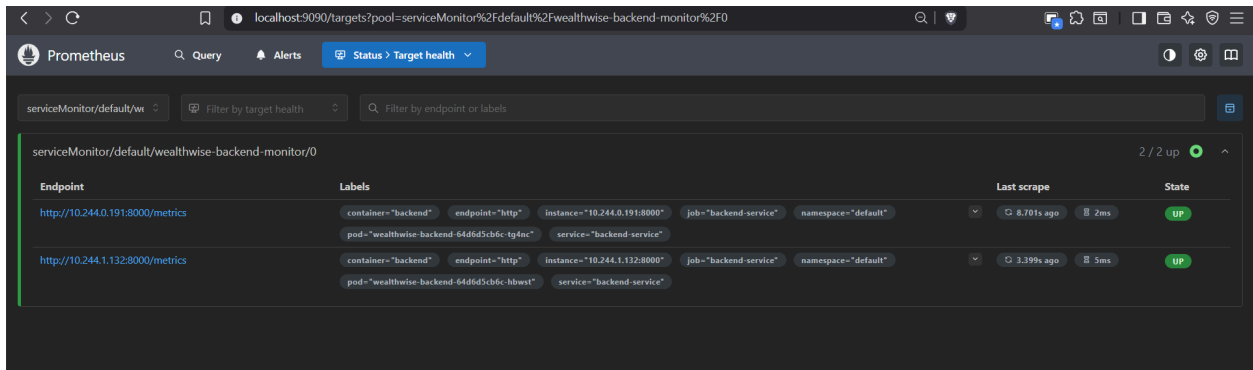 localhost:9090/targets?pool=serviceMonitor%2Fdefault%2Fwealthwise-backend-monitor%2F0
Prometheus Query Alerts Status > Target health
serviceMonitor/default/we Filter by target health Filter by endpoint or labels
serviceMonitor/default/wealthwise-backend-monitor/0 2 / 2 up
Endpoint Labels Last scrape State
http://10.244.0.191:8000/metrics container="backend" endpoint="http" instance="10.244.0.191:8000" job="backend-service" namespace="default" 8.701s ago 2ms UP
pod="wealthwise-backend-64d6d5cb6c-tg4nc" service="backend-service"
http://10.244.1.132:8000/metrics container="backend" endpoint="http" instance="10.244.1.132:8000" job="backend-service" namespace="default" 3.399s ago 5ms UP
pod="wealthwise-backend-64d6d5cb6c-hbwst" service="backend-service"